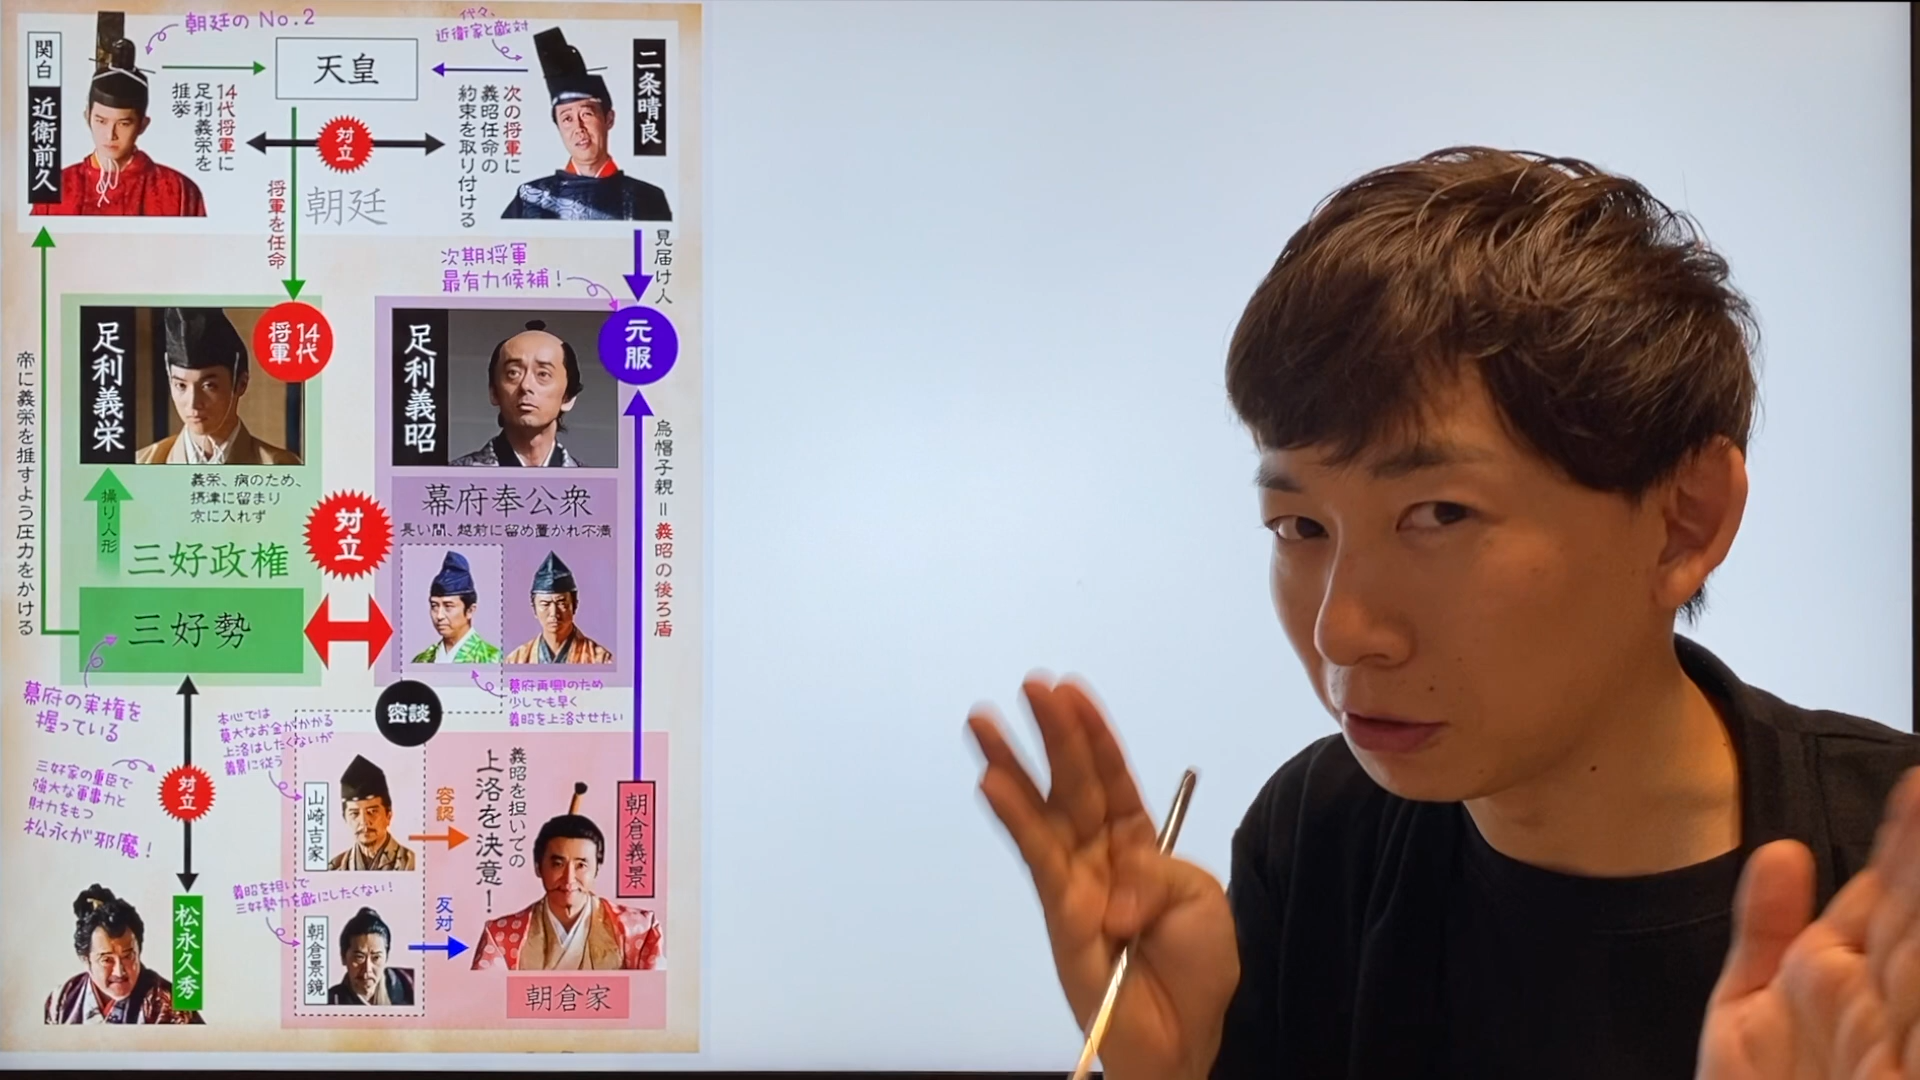 朝廷の No.2
代々、
近衛家と敵対
関白
近衛前久
天皇
二条晴良
14代将軍に
足利義栄を
推挙
対立
次の将軍に
義昭任命の
約束を取り付ける
朝廷
将軍を任命
見届け人
次期将軍
最有力候補！
足利義栄
14代
将軍
足利義昭
元服
帝に義栄を推すよう圧力をかける
操り人形
義栄、病のため、
摂津に留まり
京に入れず
三好政権
三好勢
対立
幕府奉公衆
長い間、越前に留め置かれ不満
烏帽子親＝義昭の後ろ盾
幕府再興のため
少しでも早く
義昭を上洛させたい
密談
幕府の実権を
握っている
本心では
莫大なお金がかかる
上洛はしたくないが
義景に従う
三好家の重臣で
強大な軍事力と
財力をもつ
松永が邪魔！
対立
松永久秀
山崎吉家
容認
義昭を担いでの
上洛を決意！
朝倉義景
義昭を担いで
三好勢力を敵にしたくない！
朝倉景鏡
反対
朝倉家